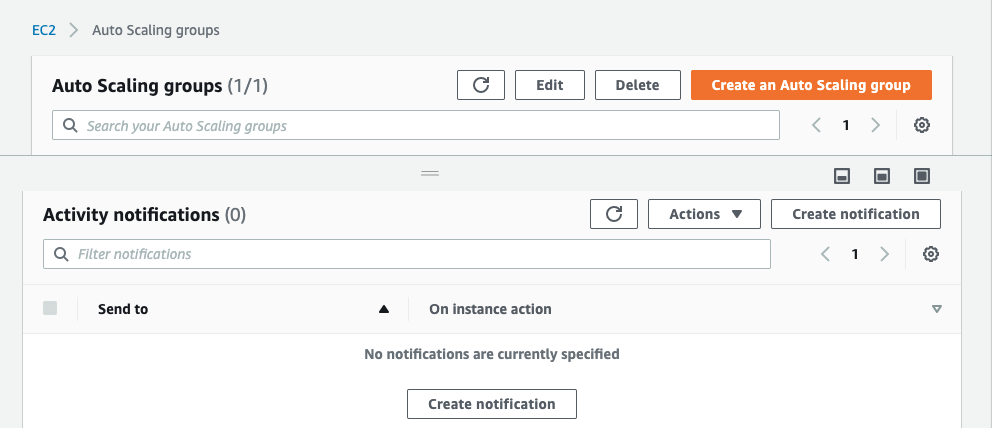 EC2 > Auto Scaling groups
Auto Scaling groups (1/1) Edit Delete Create an Auto Scaling group
Search your Auto Scaling groups 1
Activity notifications (0) Actions Create notification
Filter notifications 1
Send to On instance action
No notifications are currently specified
Create notification